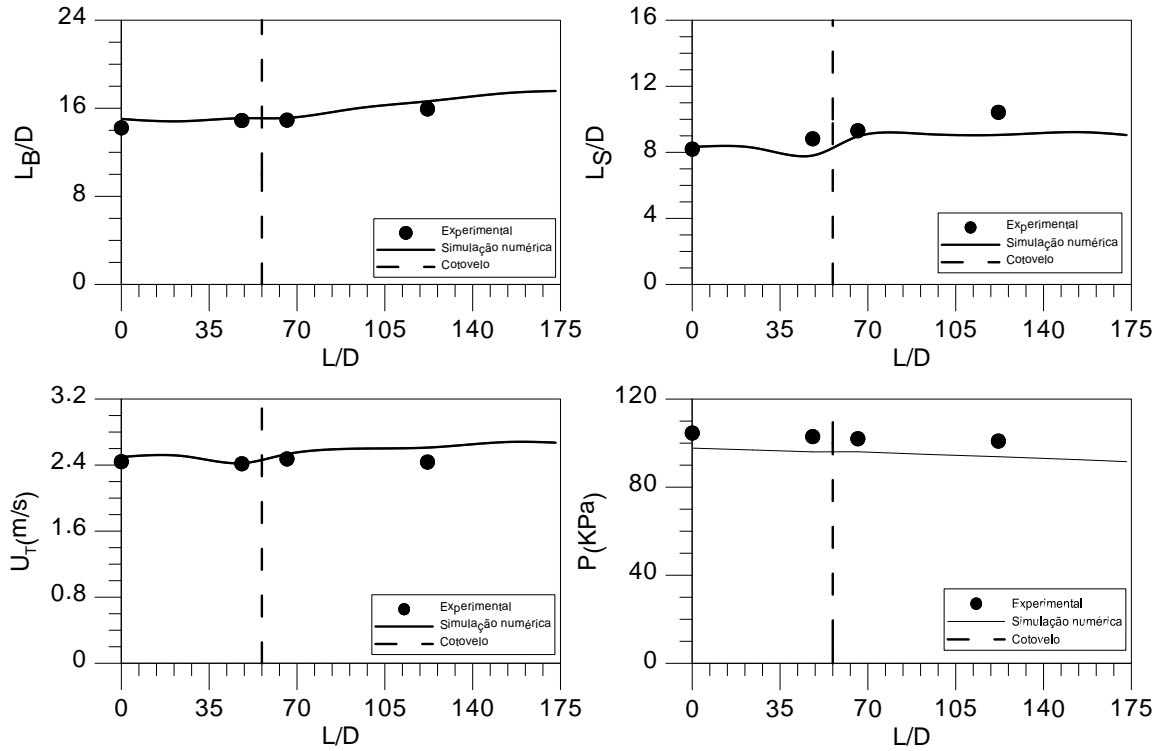 24
16
8
0
L_B/D
Experimental
Simulação numérica
Cotovelo
0 35 70 105 140 175
L/D
16
12
8
4
0
L_S/D
Experimental
Simulação numérica
Cotovelo
0 35 70 105 140 175
L/D
3.2
2.4
1.6
0.8
0
U_T(m/s)
Experimental
Simulação numérica
Cotovelo
0 35 70 105 140 175
L/D
120
80
40
0
P(KPa)
Experimental
Simulação numérica
Cotovelo
0 35 70 105 140 175
L/D